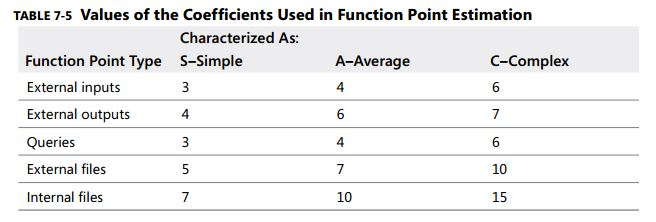 TABLE 7-5 Values of the Coefficients Used in Function Point Estimation
Characterized As:
Function Point Type S–Simple A–Average C–Complex
External inputs 3 4 6
External outputs 4 6 7
Queries 3 4 6
External files 5 7 10
Internal files 7 10 15